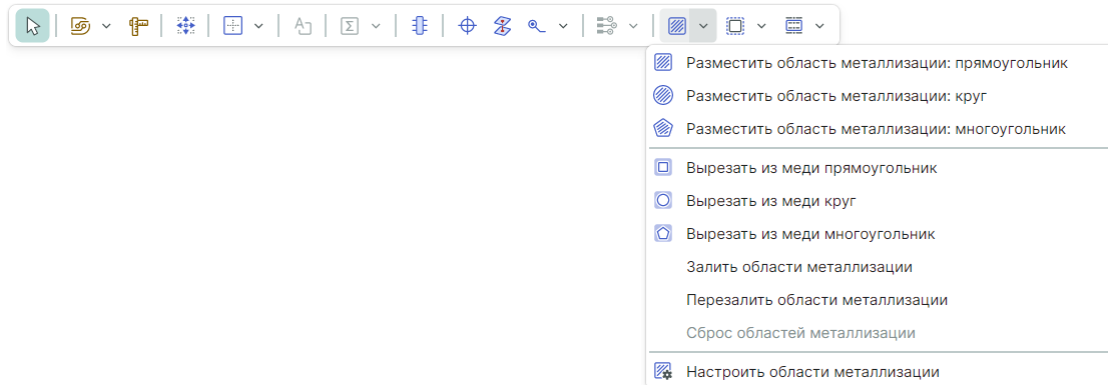 Разместить область металлизации: прямоугольник
Разместить область металлизации: круг
Разместить область металлизации: многоугольник
Вырезать из меди прямоугольник
Вырезать из меди круг
Вырезать из меди многоугольник
Залить области металлизации
Перезалить области металлизации
Сброс областей металлизации
Настроить области металлизации